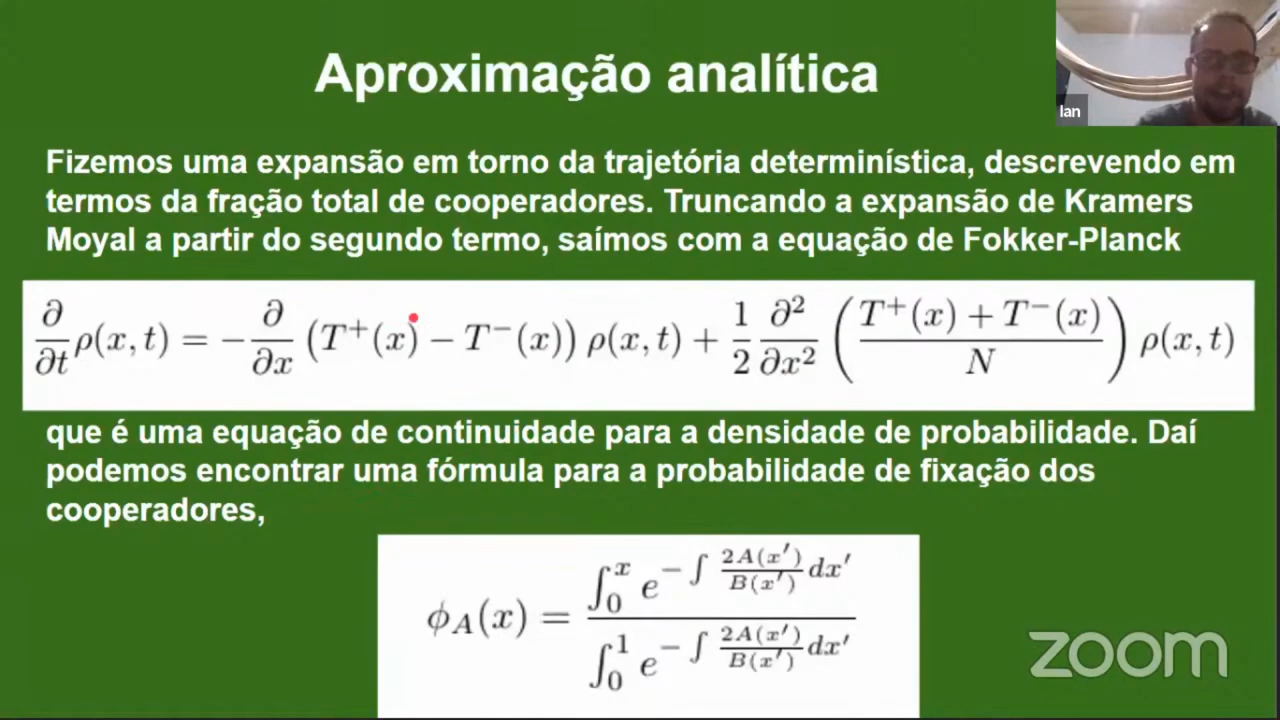 Aproximação analítica
Ian
Fizemos uma expansão em torno da trajetória determinística, descrevendo em
termos da fração total de cooperadores. Truncando a expansão de Kramers
Moyal a partir do segundo termo, saímos com a equação de Fokker-Planck
∂/∂t ρ(x, t) = −∂/∂x (T⁺(x) − T⁻(x)) ρ(x, t) + 1/2 ∂²/∂x² ((T⁺(x) + T⁻(x))/N) ρ(x, t)
que é uma equação de continuidade para a densidade de probabilidade. Daí
podemos encontrar uma fórmula para a probabilidade de fixação dos
cooperadores,
ϕ_A(x) = ∫₀ˣ e^{−∫ 2A(x′)/B(x′) dx′} / ∫₀¹ e^{−∫ 2A(x′)/B(x′) dx′}
zoom